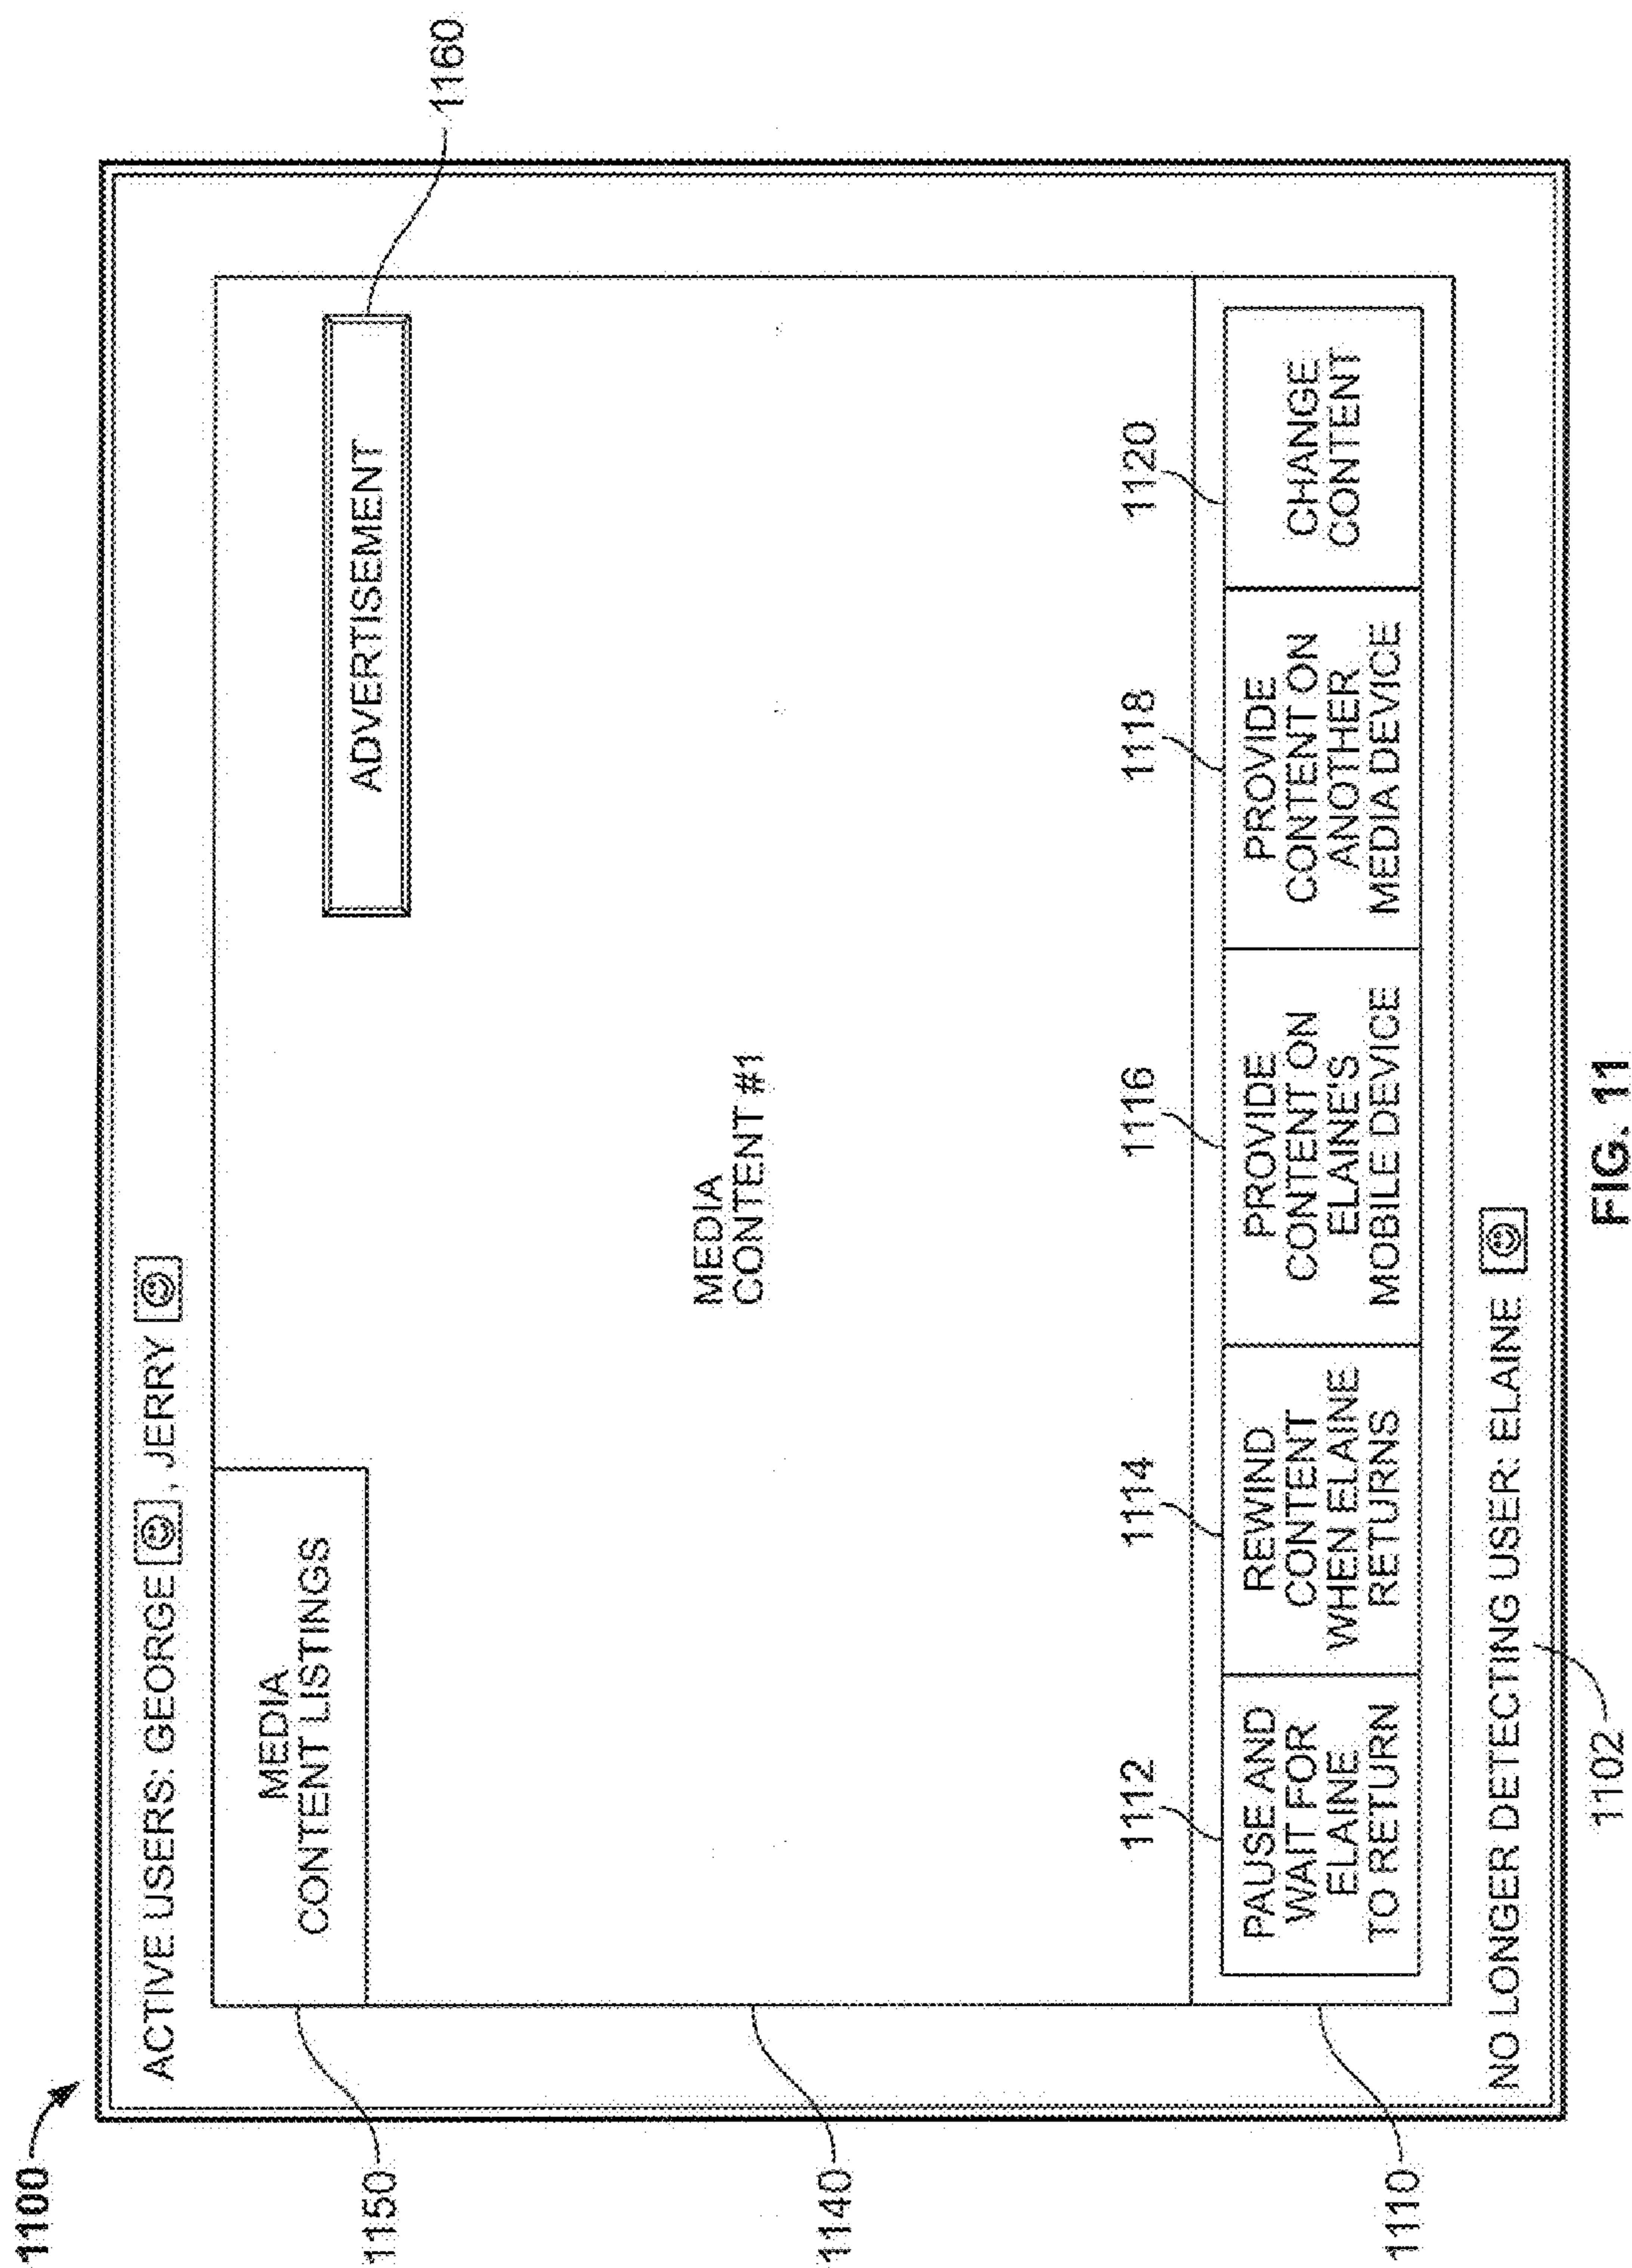 1100
ACTIVE USERS: GEORGE , JERRY
1150
MEDIA
CONTENT LISTINGS
ADVERTISEMENT
1160
1140
MEDIA
CONTENT #1
1110
1112
PAUSE AND
WAIT FOR
ELAINE
TO RETURN
1114
REWIND
CONTENT
WHEN ELAINE
RETURNS
1116
PROVIDE
CONTENT ON
ELAINE'S
MOBILE DEVICE
1118
PROVIDE
CONTENT ON
ANOTHER
MEDIA DEVICE
1120
CHANGE
CONTENT
NO LONGER DETECTING USER: ELAINE
1102
FIG. 11